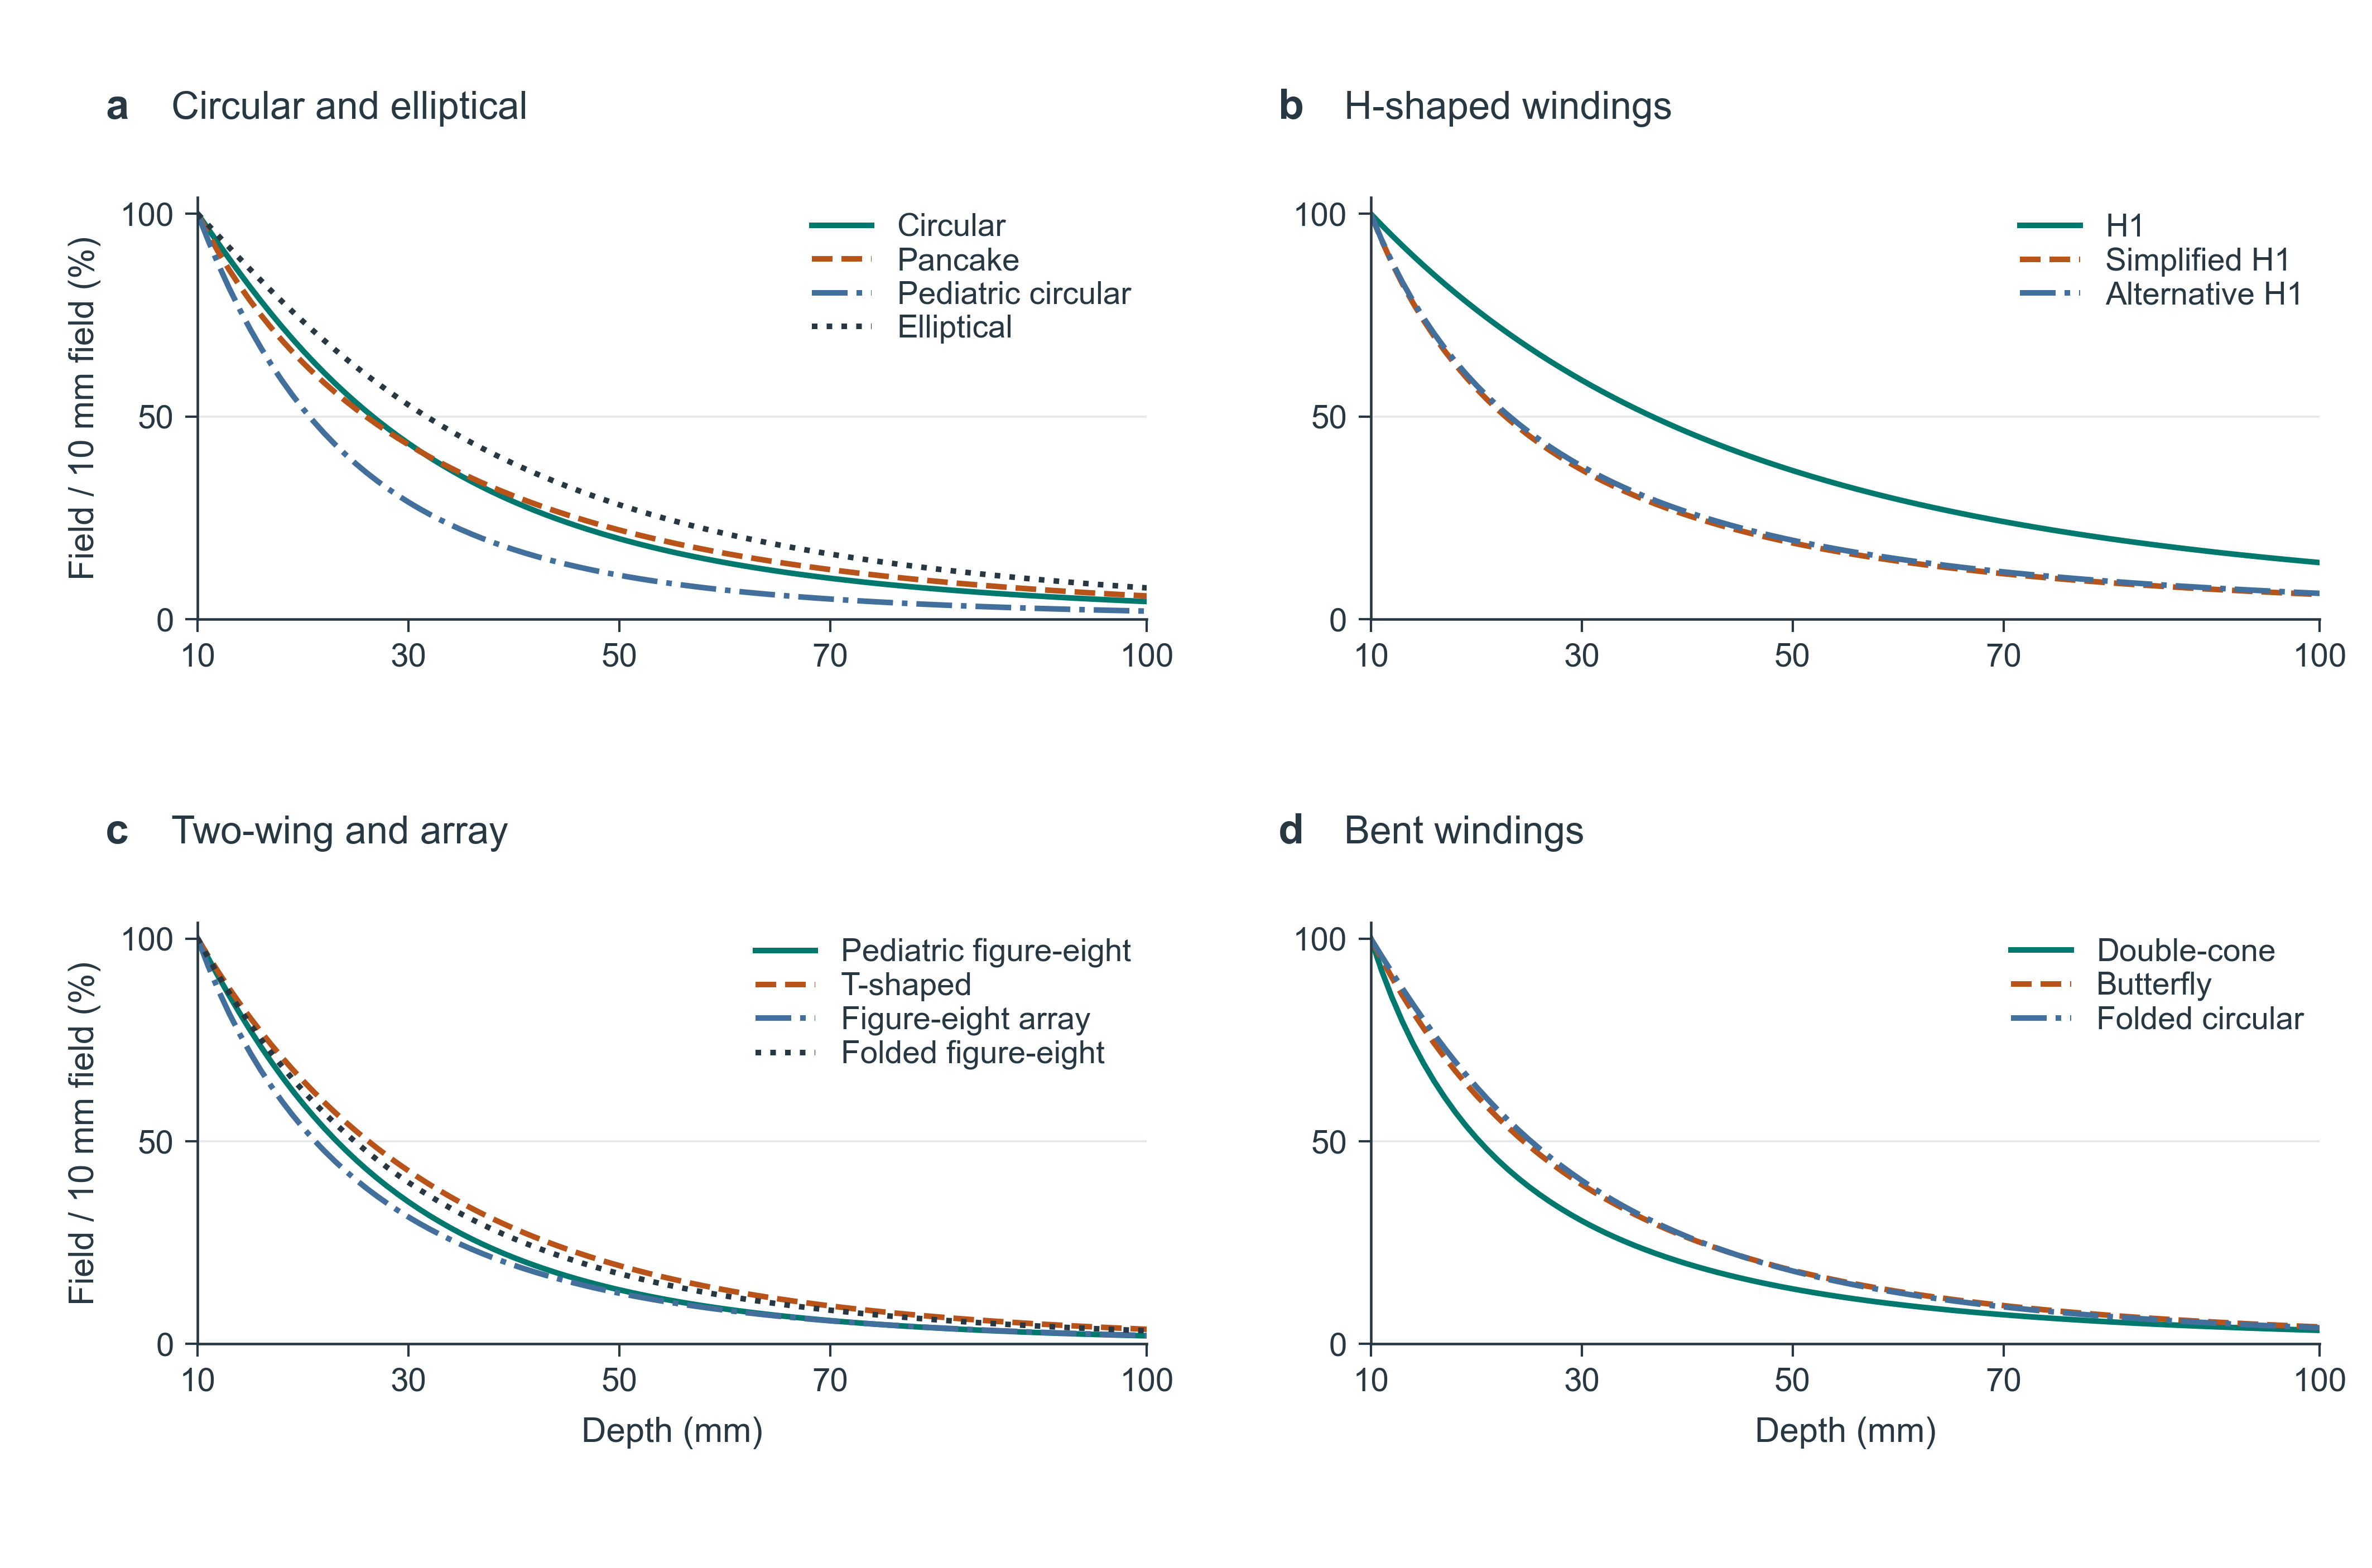 a Circular and elliptical
Field / 10 mm field (%)
100
50
0
10 30 50 70 100
Circular
Pancake
Pediatric circular
Elliptical
b H-shaped windings
100
50
0
10 30 50 70 100
H1
Simplified H1
Alternative H1
c Two-wing and array
Field / 10 mm field (%)
100
50
0
10 30 50 70 100
Depth (mm)
Pediatric figure-eight
T-shaped
Figure-eight array
Folded figure-eight
d Bent windings
100
50
0
10 30 50 70 100
Depth (mm)
Double-cone
Butterfly
Folded circular